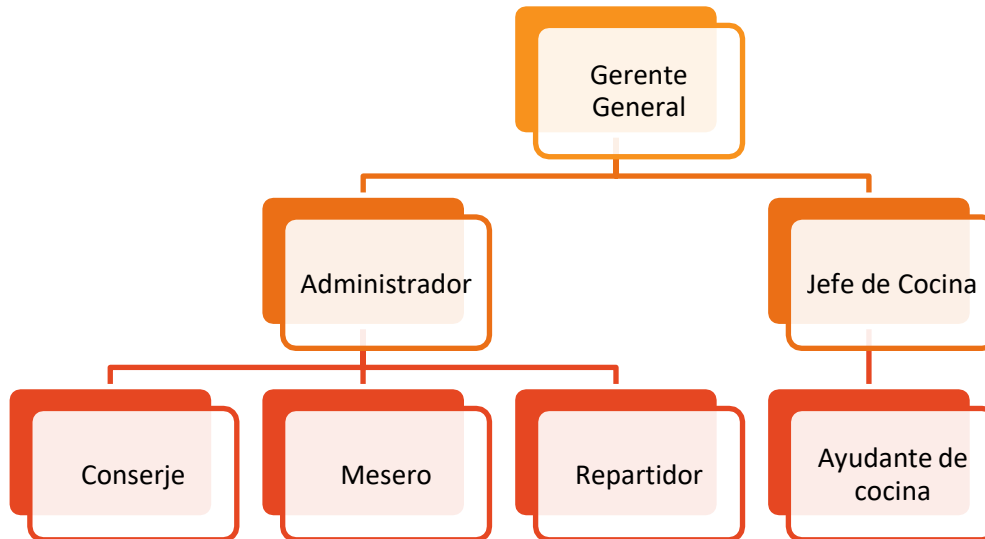 Gerente
General
Administrador
Jefe de Cocina
Conserje
Mesero
Repartidor
Ayudante de
cocina